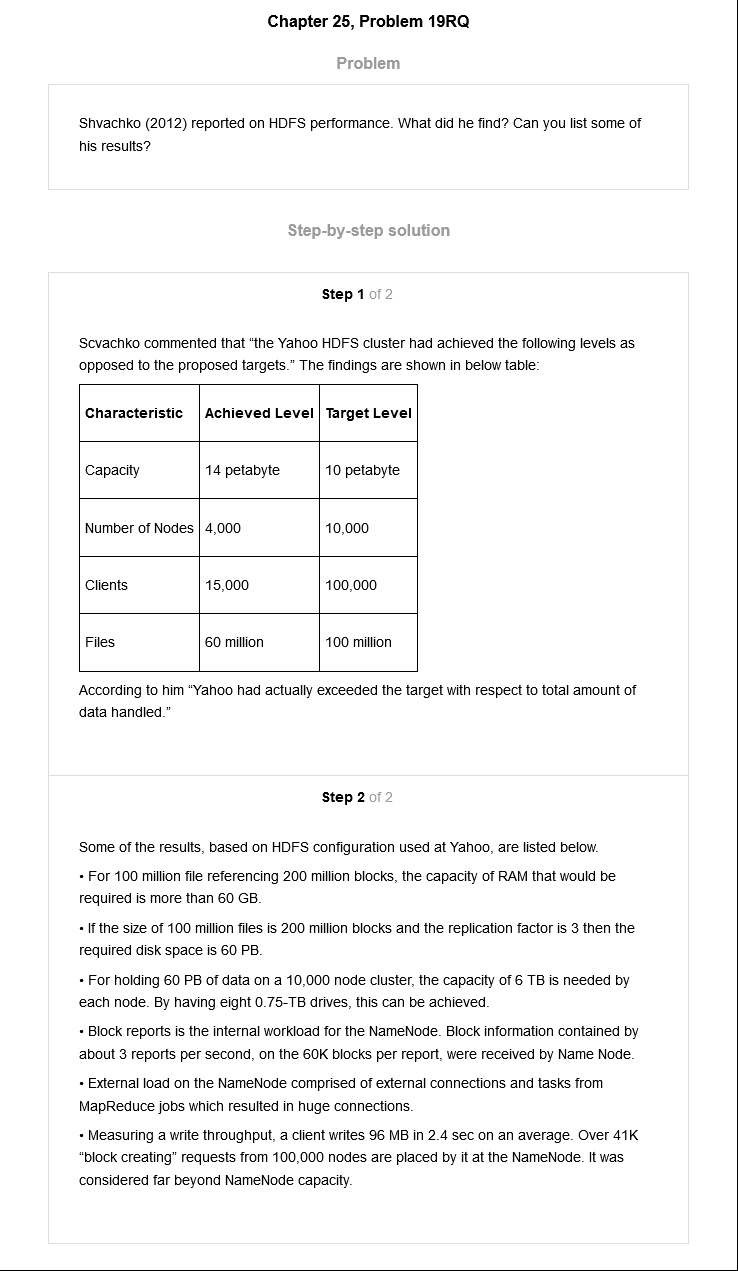 Chapter 25, Problem 19RQ
Problem
Shvachko (2012) reported on HDFS performance. What did he find? Can you list some of
his results?
Step-by-step solution
Step 1 of 2
Scvachko commented that “the Yahoo HDFS cluster had achieved the following levels as
opposed to the proposed targets.” The findings are shown in below table:
Characteristic Achieved Level Target Level
Capacity 14 petabyte 10 petabyte
Number of Nodes 4,000 10,000
Clients 15,000 100,000
Files 60 million 100 million
According to him “Yahoo had actually exceeded the target with respect to total amount of
data handled.”
Step 2 of 2
Some of the results, based on HDFS configuration used at Yahoo, are listed below.
• For 100 million file referencing 200 million blocks, the capacity of RAM that would be
required is more than 60 GB.
• If the size of 100 million files is 200 million blocks and the replication factor is 3 then the
required disk space is 60 PB.
• For holding 60 PB of data on a 10,000 node cluster, the capacity of 6 TB is needed by
each node. By having eight 0.75-TB drives, this can be achieved.
• Block reports is the internal workload for the NameNode. Block information contained by
about 3 reports per second, on the 60K blocks per report, were received by Name Node.
• External load on the NameNode comprised of external connections and tasks from
MapReduce jobs which resulted in huge connections.
• Measuring a write throughput, a client writes 96 MB in 2.4 sec on an average. Over 41K
“block creating” requests from 100,000 nodes are placed by it at the NameNode. It was
considered far beyond NameNode capacity.